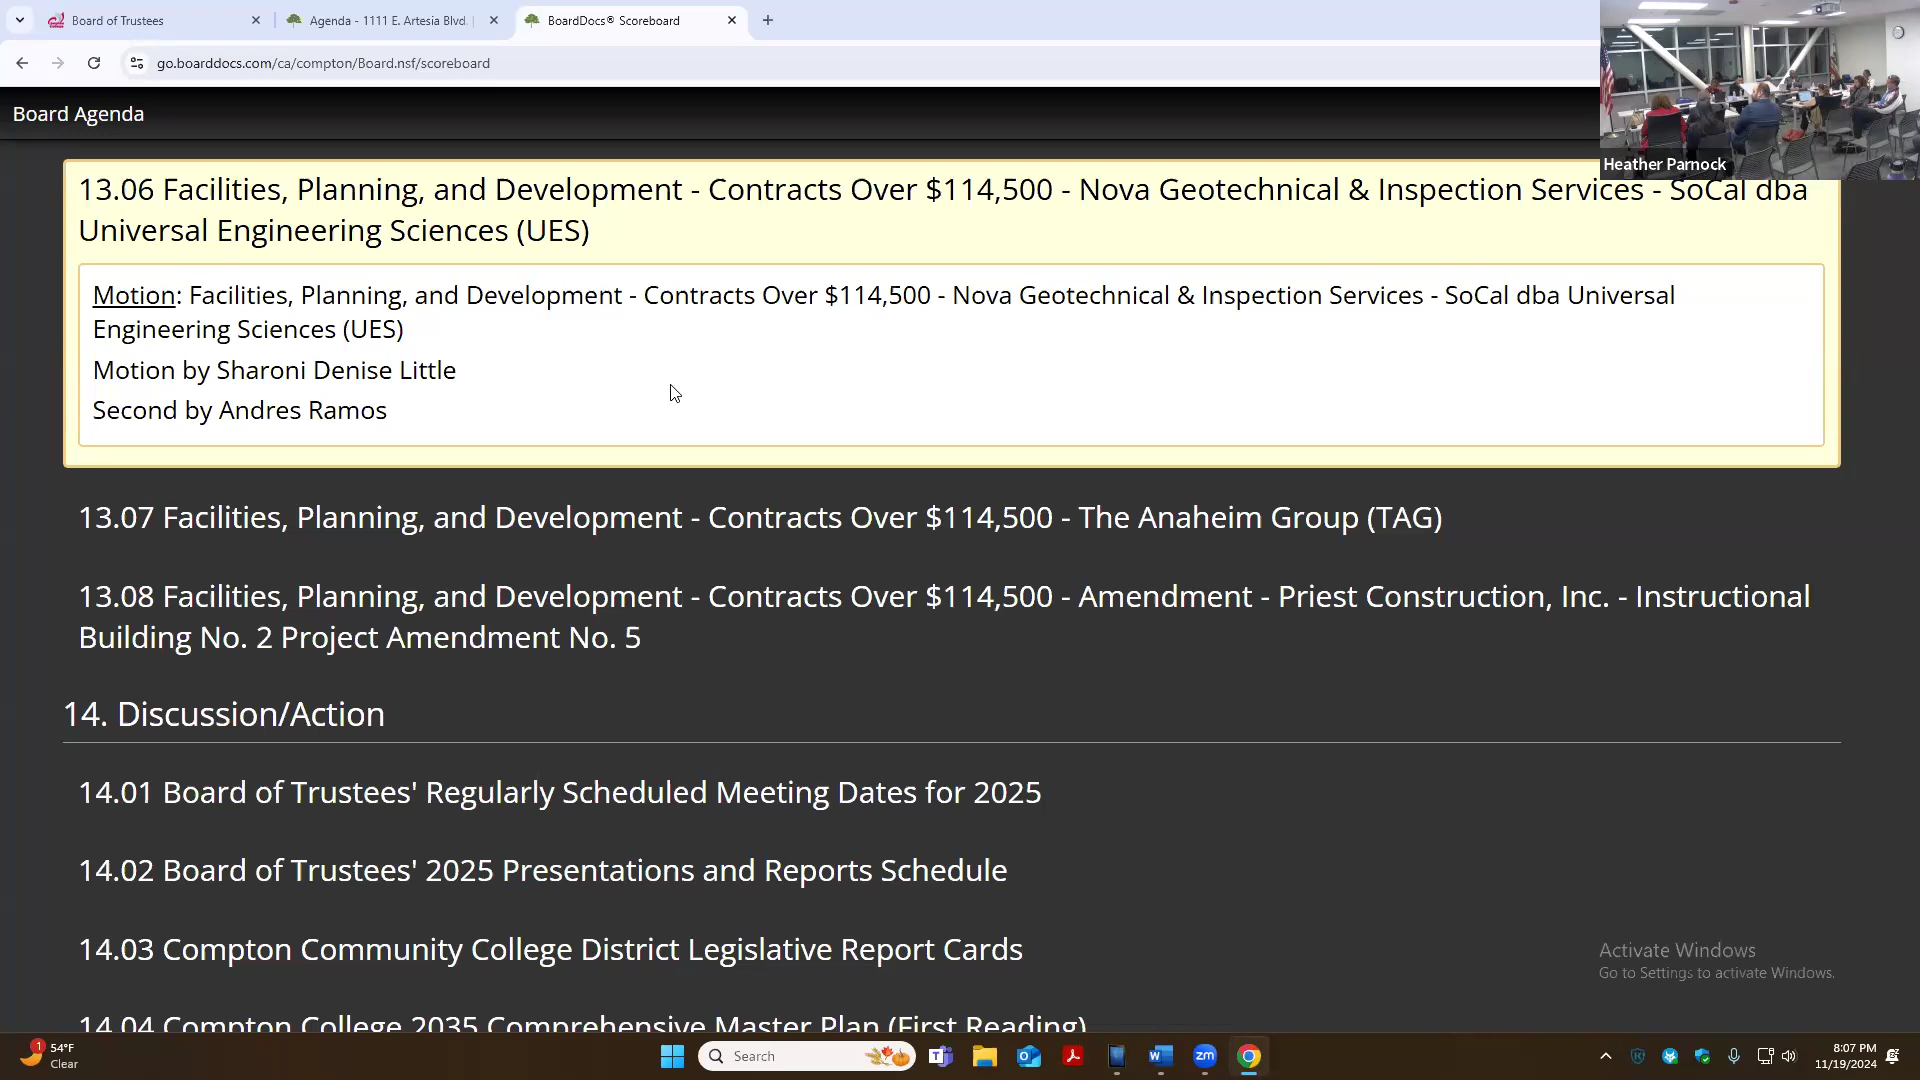 Board of Trustees
Agenda - 1111 E. Artesia Blvd.
BoardDocs® Scoreboard
go.boarddocs.com/ca/compton/Board.nsf/scoreboard
Board Agenda
Heather Parnock
13.06 Facilities, Planning, and Development - Contracts Over $114,500 - Nova Geotechnical & Inspection Services - SoCal dba
Universal Engineering Sciences (UES)
Motion: Facilities, Planning, and Development - Contracts Over $114,500 - Nova Geotechnical & Inspection Services - SoCal dba Universal
Engineering Sciences (UES)
Motion by Sharoni Denise Little
Second by Andres Ramos
13.07 Facilities, Planning, and Development - Contracts Over $114,500 - The Anaheim Group (TAG)
13.08 Facilities, Planning, and Development - Contracts Over $114,500 - Amendment - Priest Construction, Inc. - Instructional
Building No. 2 Project Amendment No. 5
14. Discussion/Action
14.01 Board of Trustees' Regularly Scheduled Meeting Dates for 2025
14.02 Board of Trustees' 2025 Presentations and Reports Schedule
14.03 Compton Community College District Legislative Report Cards
14.04 Compton College 2035 Comprehensive Master Plan (First Reading)
Activate Windows
Go to Settings to activate Windows.
1
54°F
Clear
Search
zm
8:07 PM
11/19/2024